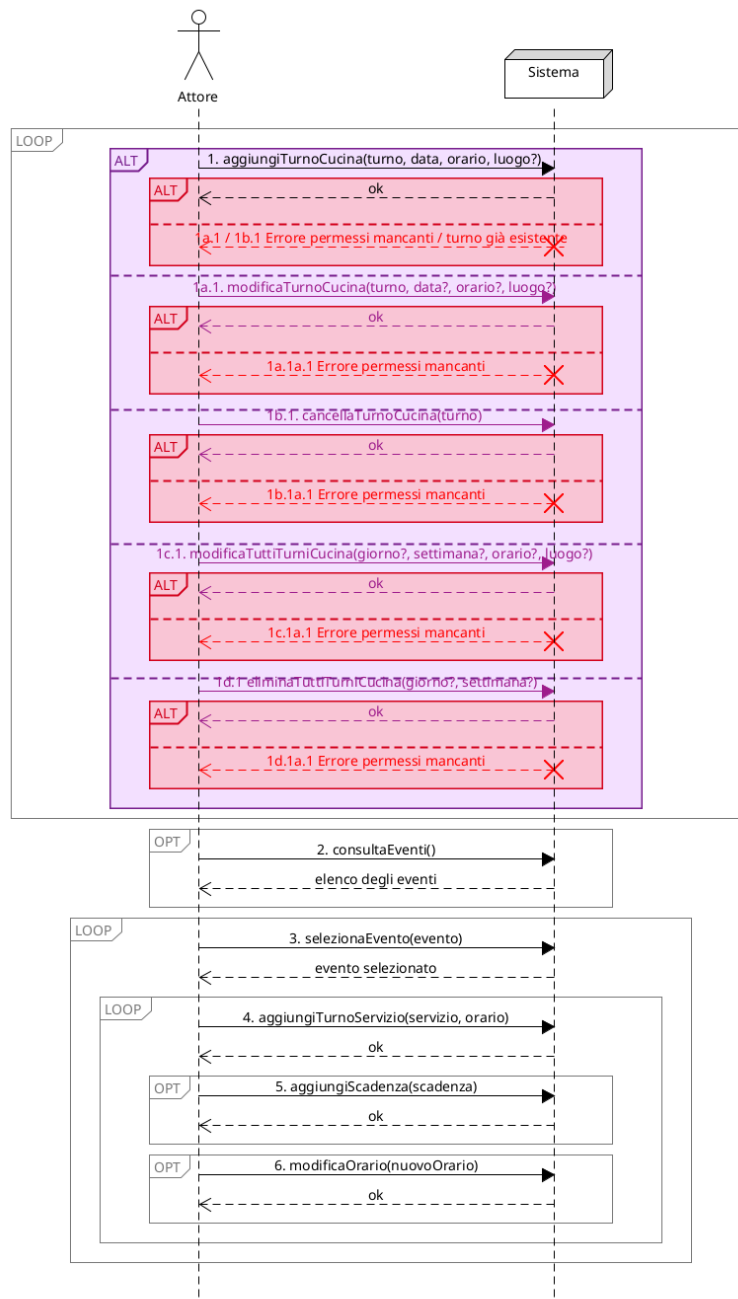 Attore
Sistema
LOOP
ALT
1. aggiungiTurnoCucina(turno, data, orario, luogo?)
ALT
ok
1a.1 / 1b.1 Errore permessi mancanti / turno già esistente
1a.1. modificaTurnoCucina(turno, data?, orario?, luogo?)
ALT
ok
1a.1a.1 Errore permessi mancanti
1b.1. cancellaTurnoCucina(turno)
ALT
ok
1b.1a.1 Errore permessi mancanti
1c.1. modificaTuttiTurniCucina(giorno?, settimana?, orario?, luogo?)
ALT
ok
1c.1a.1 Errore permessi mancanti
1d.1 eliminaTuttiTurniCucina(giorno?, settimana?)
ALT
ok
1d.1a.1 Errore permessi mancanti
OPT
2. consultaEventi()
elenco degli eventi
LOOP
3. selezionaEvento(evento)
evento selezionato
LOOP
4. aggiungiTurnoServizio(servizio, orario)
ok
OPT
5. aggiungiScadenza(scadenza)
ok
OPT
6. modificaOrario(nuovoOrario)
ok